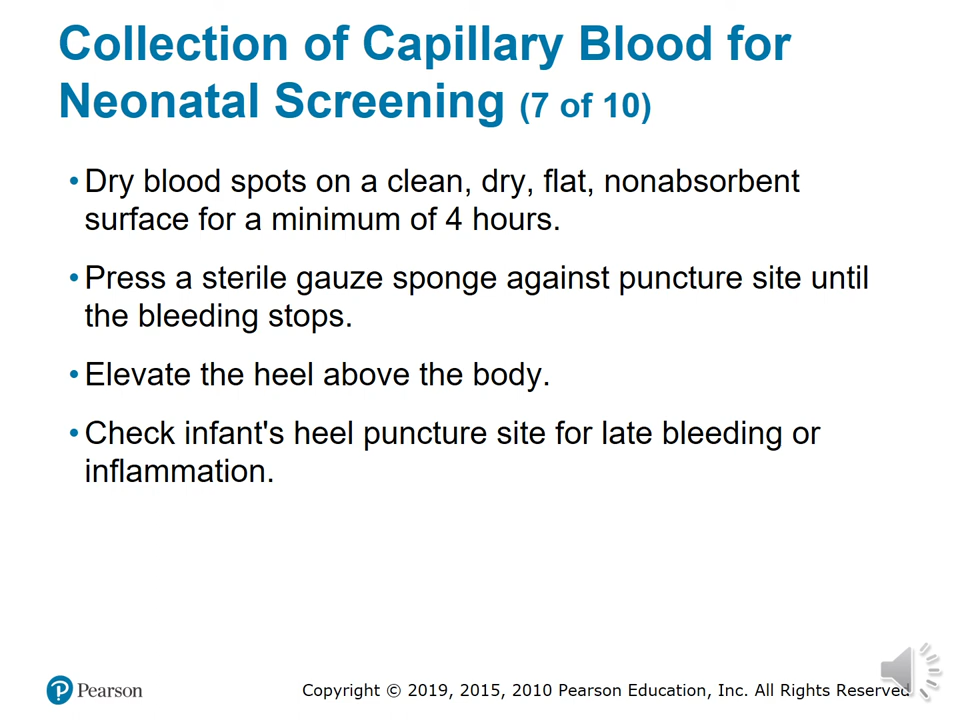 Collection of Capillary Blood for
Neonatal Screening (7 of 10)
• Dry blood spots on a clean, dry, flat, nonabsorbent
surface for a minimum of 4 hours.
• Press a sterile gauze sponge against puncture site until
the bleeding stops.
• Elevate the heel above the body.
• Check infant's heel puncture site for late bleeding or
inflammation.
P Pearson
Copyright © 2019, 2015, 2010 Pearson Education, Inc. All Rights Reserved